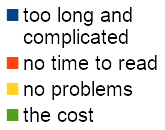 too long and
complicated
no time to read
no problems
the cost